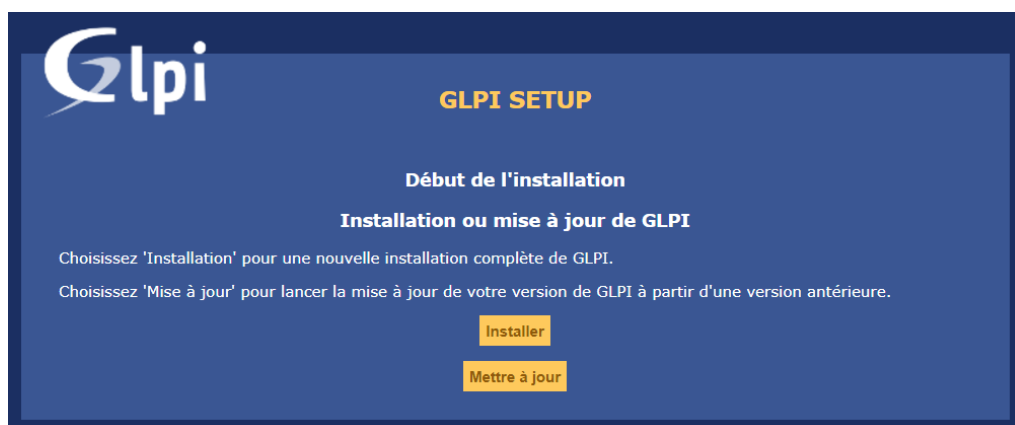 Glpi
GLPI SETUP
Début de l'installation
Installation ou mise à jour de GLPI
Choisissez 'Installation' pour une nouvelle installation complète de GLPI.
Choisissez 'Mise à jour' pour lancer la mise à jour de votre version de GLPI à partir d'une version antérieure.
Installer
Mettre à jour